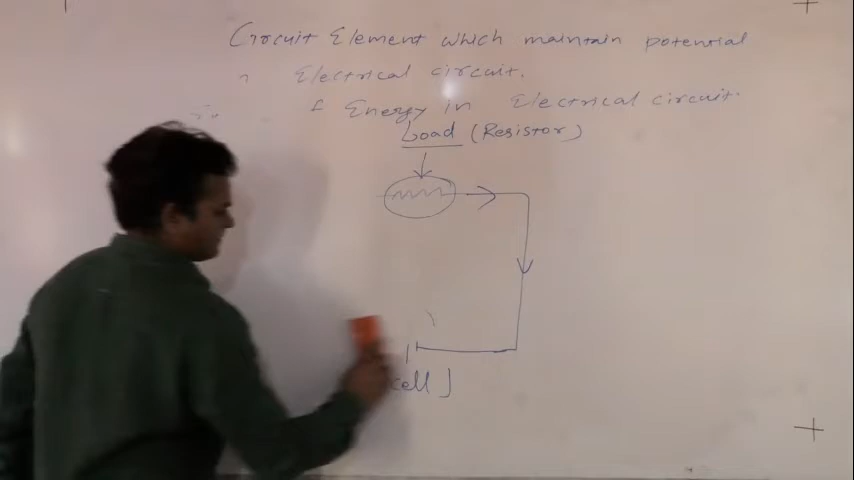 Circuit Element which maintain potential
n Electrical circuit.
f Energy in Electrical circuit.
Load (Resistor)
cell ]